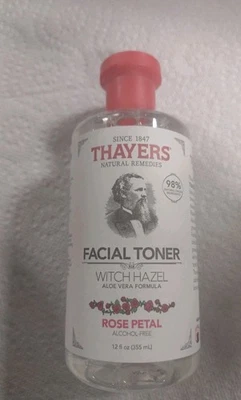 SINCE 1847
THAYERS
NATURAL REMEDIES
98%
FACIAL TONER
WITCH HAZEL
ALOE VERA FORMULA
ROSE PETAL
ALCOHOL-FREE
12 fl oz (355 mL)